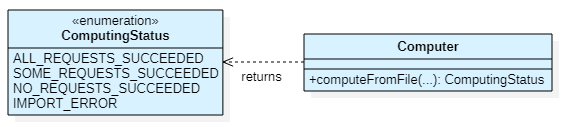 «enumeration»
ComputingStatus
ALL_REQUESTS_SUCCEEDED
SOME_REQUESTS_SUCCEEDED
NO_REQUESTS_SUCCEEDED
IMPORT_ERROR
returns
Computer
+computeFromFile(...): ComputingStatus